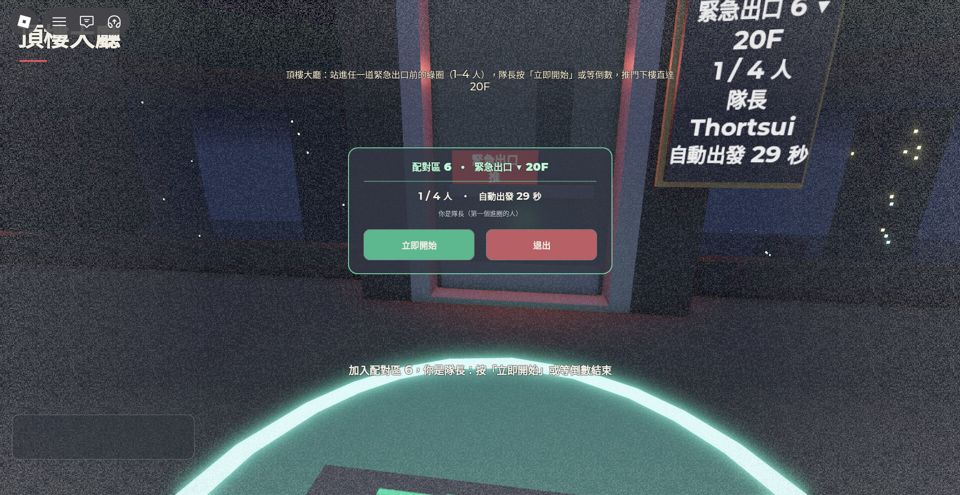 頂樓大廳
頂樓大廳：站進任一道緊急出口前的綠圈（1–4 人），隊長按「立即開始」或等倒數，推門下樓直達
20F
緊急出口 6 ▼
20F
1 / 4 人
隊長
Thortsui
自動出發 29 秒
緊急出口
配對區 6 • 緊急出口 ▼ 20F
1 / 4 人 • 自動出發 29 秒
你是隊長（第一個進圈的人）
立即開始
退出
加入配對區 6，你是隊長：按「立即開始」或等倒數結束